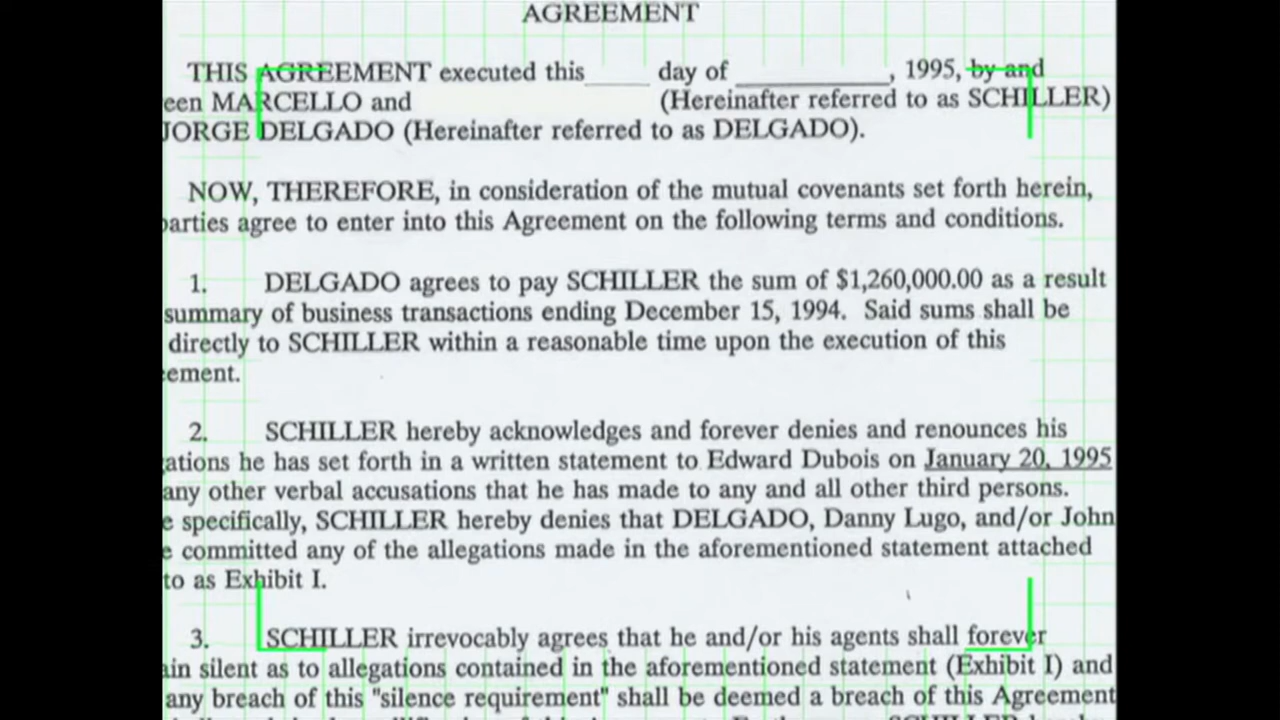 AGREEMENT
THIS AGREEMENT executed this____ day of __________, 1995, by and
een MARCELLO and (Hereinafter referred to as SCHILLER)
JORGE DELGADO (Hereinafter referred to as DELGADO).
NOW, THEREFORE, in consideration of the mutual covenants set forth herein,
parties agree to enter into this Agreement on the following terms and conditions.
1. DELGADO agrees to pay SCHILLER the sum of $1,260,000.00 as a result
summary of business transactions ending December 15, 1994. Said sums shall be
directly to SCHILLER within a reasonable time upon the execution of this
ement.
2. SCHILLER hereby acknowledges and forever denies and renounces his
ations he has set forth in a written statement to Edward Dubois on January 20, 1995
any other verbal accusations that he has made to any and all other third persons.
e specifically, SCHILLER hereby denies that DELGADO, Danny Lugo, and/or John
e committed any of the allegations made in the aforementioned statement attached
to as Exhibit I.
3. SCHILLER irrevocably agrees that he and/or his agents shall forever
ain silent as to allegations contained in the aforementioned statement (Exhibit I) and
any breach of this "silence requirement" shall be deemed a breach of this Agreement